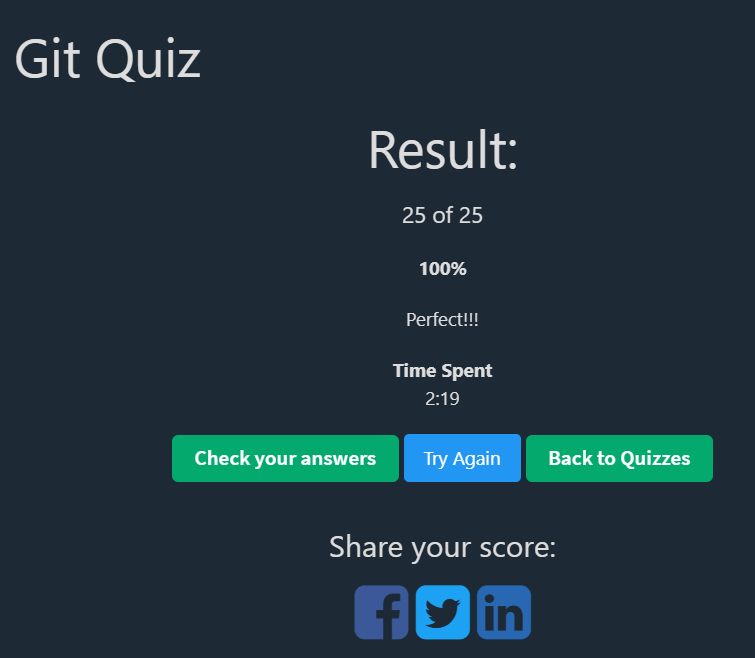 Git Quiz
Result:
25 of 25
100%
Perfect!!!
Time Spent
2:19
Check your answers Try Again Back to Quizzes
Share your score: